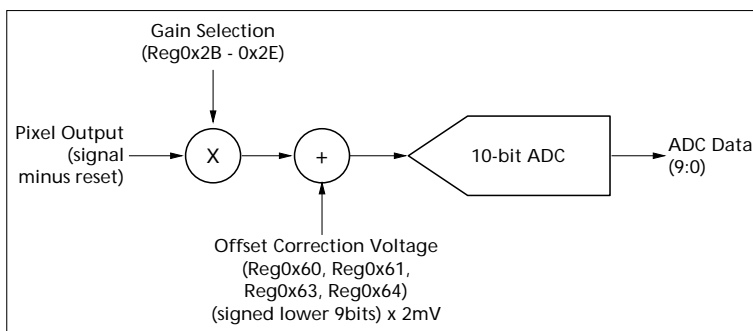 Gain Selection
(Reg0x2B - 0x2E)
Pixel Output
(signal
minus reset)
X
+
10-bit ADC
ADC Data
(9:0)
Offset Correction Voltage
(Reg0x60, Reg0x61,
Reg0x63, Reg0x64)
(signed lower 9bits) x 2mV